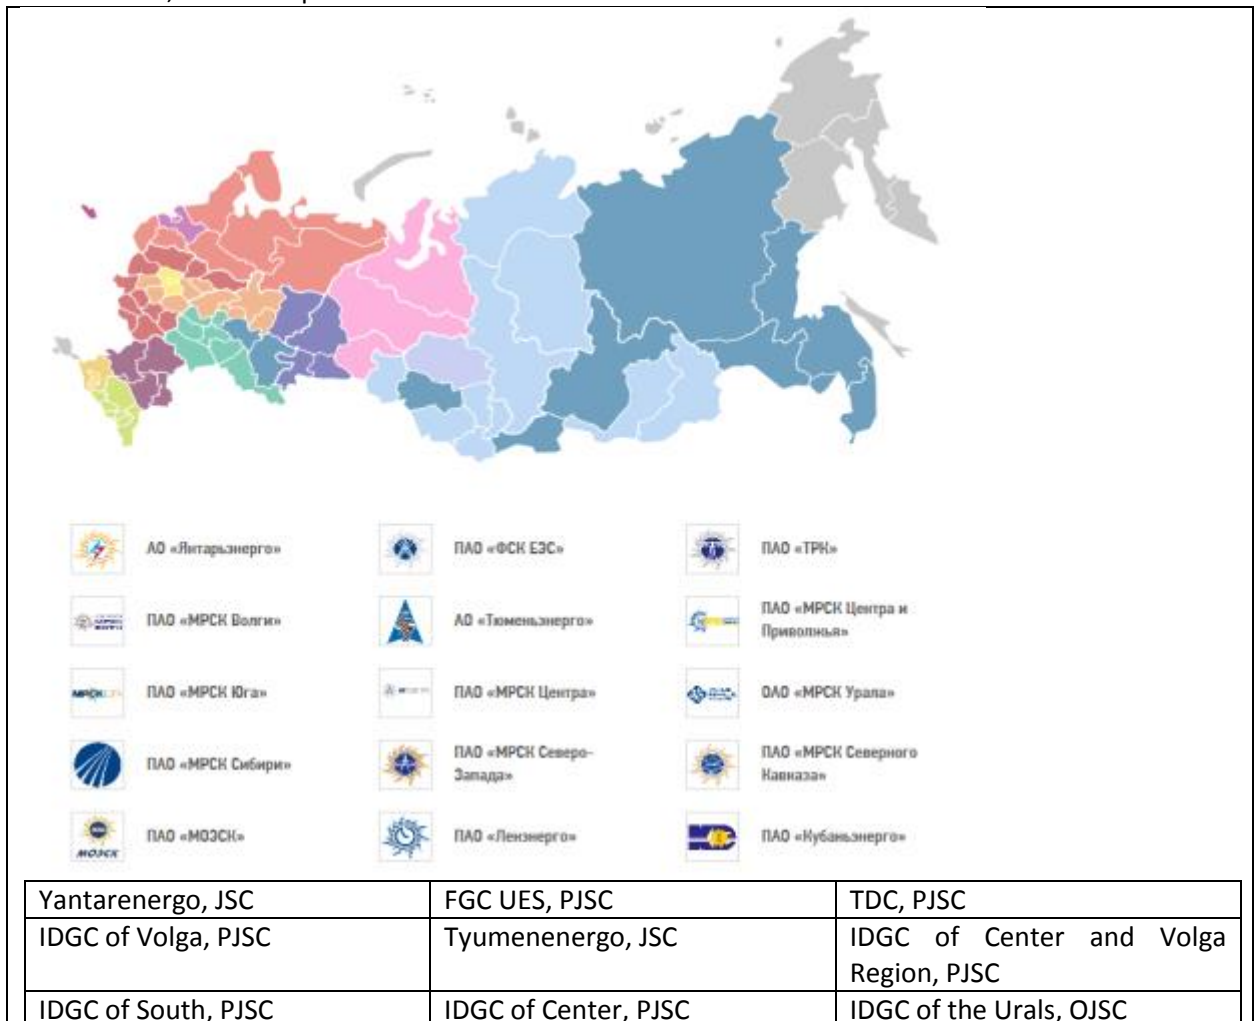 АО «Янтарьэнерго»
ПАО «ФСК ЕЭС»
ПАО «ТРК»
ПАО «МРСК Волги»
АО «Тюменьэнерго»
ПАО «МРСК Центра и
Приволжья»
ПАО «МРСК Юга»
ПАО «МРСК Центра»
ОАО «МРСК Урала»
ПАО «МРСК Сибири»
ПАО «МРСК Северо-
Запада»
ПАО «МРСК Северного
Кавказа»
МОЭСК
ПАО «МОЭСК»
ПАО «Ленэнерго»
ПАО «Кубаньэнерго»
Yantarenergo, JSC
FGC UES, PJSC
TDC, PJSC
IDGC of Volga, PJSC
Tyumenenergo, JSC
IDGC of Center and Volga
Region, PJSC
IDGC of South, PJSC
IDGC of Center, PJSC
IDGC of the Urals, OJSC